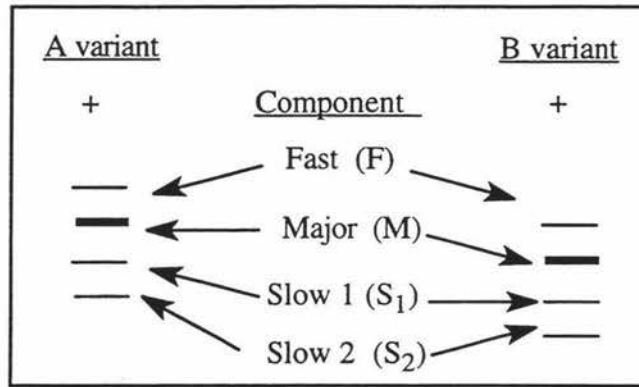 A variant
B variant
+
Component
+
Fast (F)
Major (M)
Slow 1 (S₁)
Slow 2 (S₂)